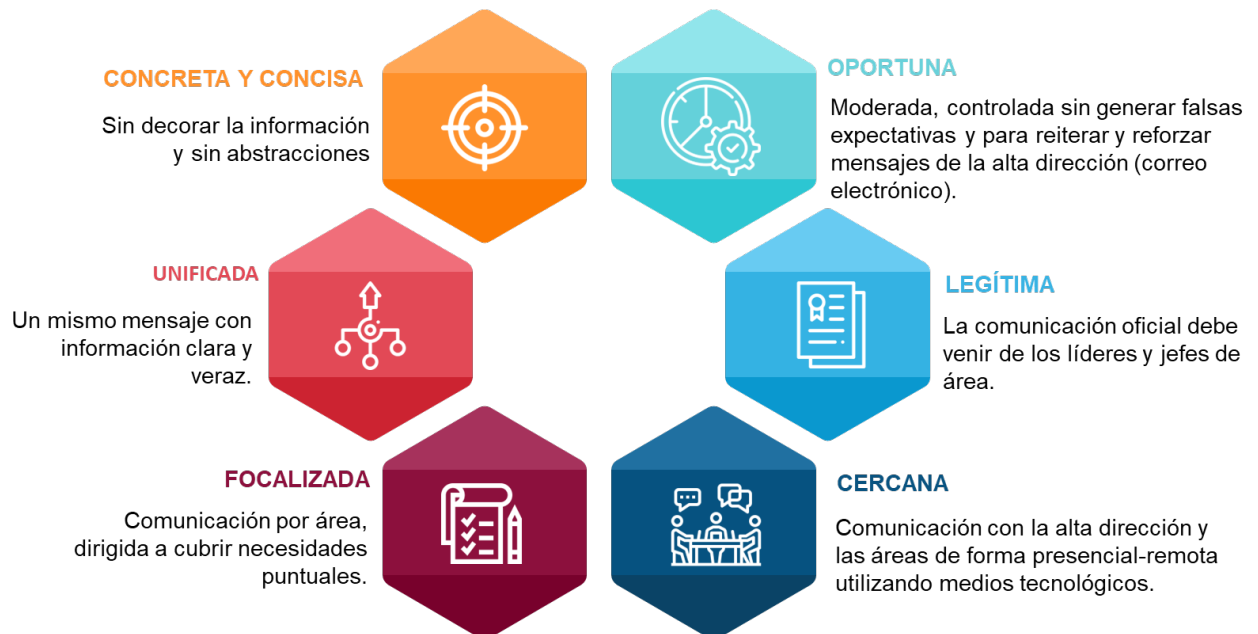 CONCRETA Y CONCISA
Sin decorar la información
y sin abstracciones
OPORTUNA
Moderada, controlada sin generar falsas
expectativas y para reiterar y reforzar
mensajes de la alta dirección (correo
electrónico).
UNIFICADA
Un mismo mensaje con
información clara y
veraz.
LEGÍTIMA
La comunicación oficial debe
venir de los líderes y jefes de
área.
FOCALIZADA
Comunicación por área,
dirigida a cubrir necesidades
puntuales.
CERCANA
Comunicación con la alta dirección y
las áreas de forma presencial-remota
utilizando medios tecnológicos.